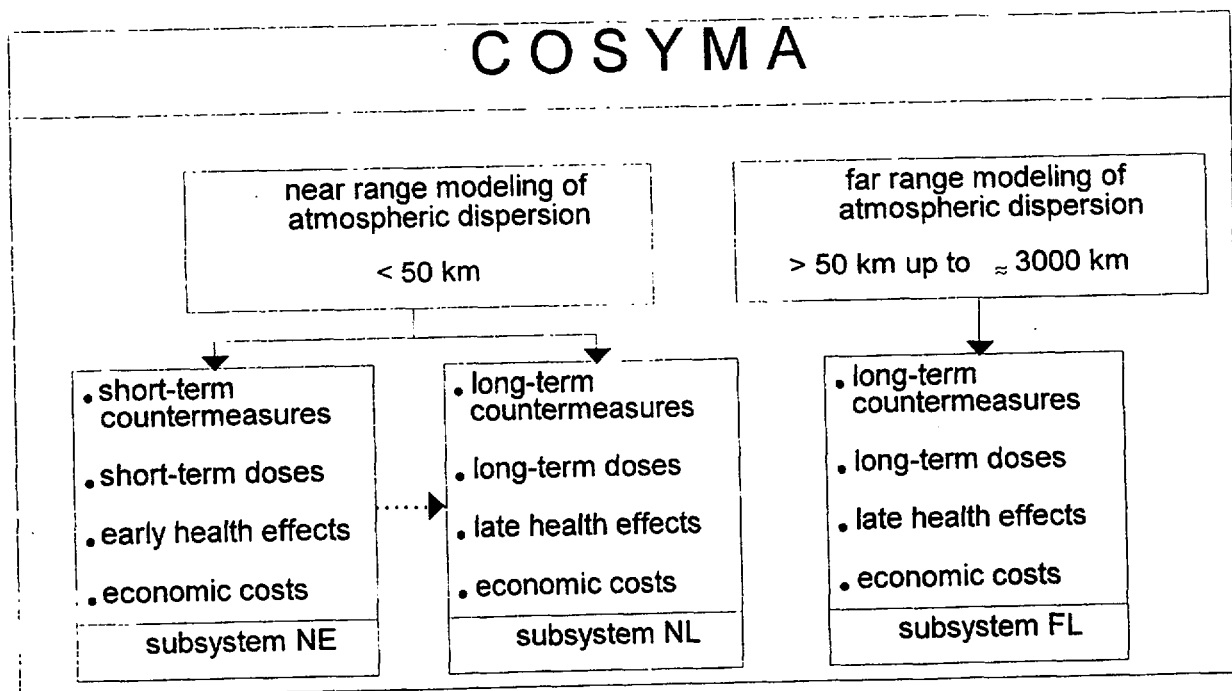 COSYMA
near range modeling of
atmospheric dispersion
< 50 km
far range modeling of
atmospheric dispersion
> 50 km up to ≈ 3000 km
• short-term
countermeasures
• short-term doses
• early health effects
• economic costs
subsystem NE
• long-term
countermeasures
• long-term doses
• late health effects
• economic costs
subsystem NL
• long-term
countermeasures
• long-term doses
• late health effects
• economic costs
subsystem FL